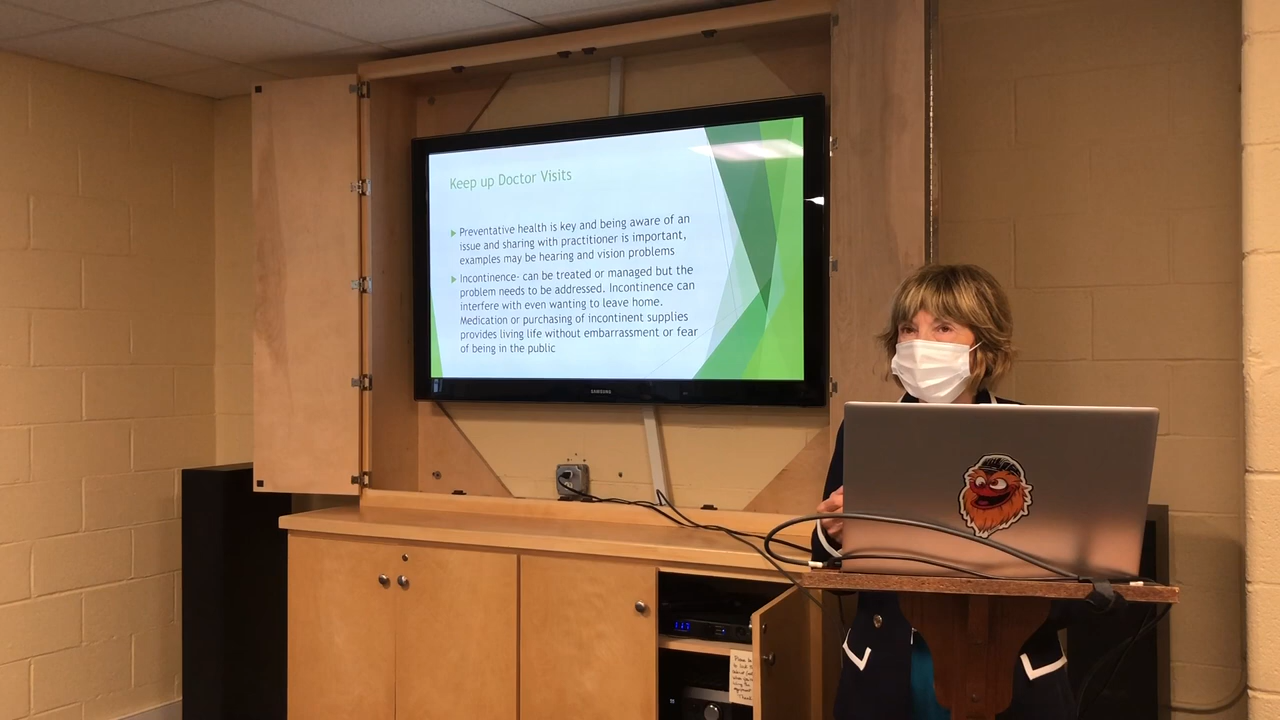 Keep up Doctor Visits
Preventative health is key and being aware of an
issue and sharing with practitioner is important,
examples may be hearing and vision problems
Incontinence- can be treated or managed but the
problem needs to be addressed. Incontinence can
interfere with even wanting to leave home.
Medication or purchasing of incontinent supplies
provides living life without embarrassment or fear
of being in the public
SAMSUNG